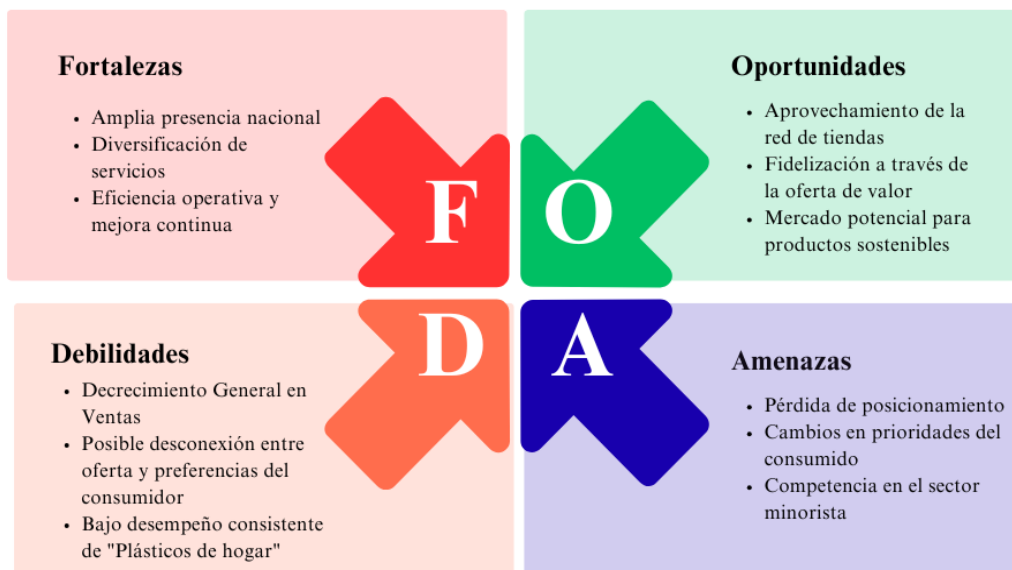 Fortalezas
• Amplia presencia nacional
• Diversificación de
servicios
• Eficiencia operativa y
mejora continua
F
Oportunidades
• Aprovechamiento de la
red de tiendas
• Fidelización a través de
la oferta de valor
• Mercado potencial para
productos sostenibles
O
Debilidades
• Decrecimiento General en
Ventas
• Posible desconexión entre
oferta y preferencias del
consumidor
• Bajo desempeño consistente
de "Plásticos de hogar"
D
Amenazas
• Pérdida de posicionamiento
• Cambios en prioridades del
consumido
• Competencia en el sector
minorista
A